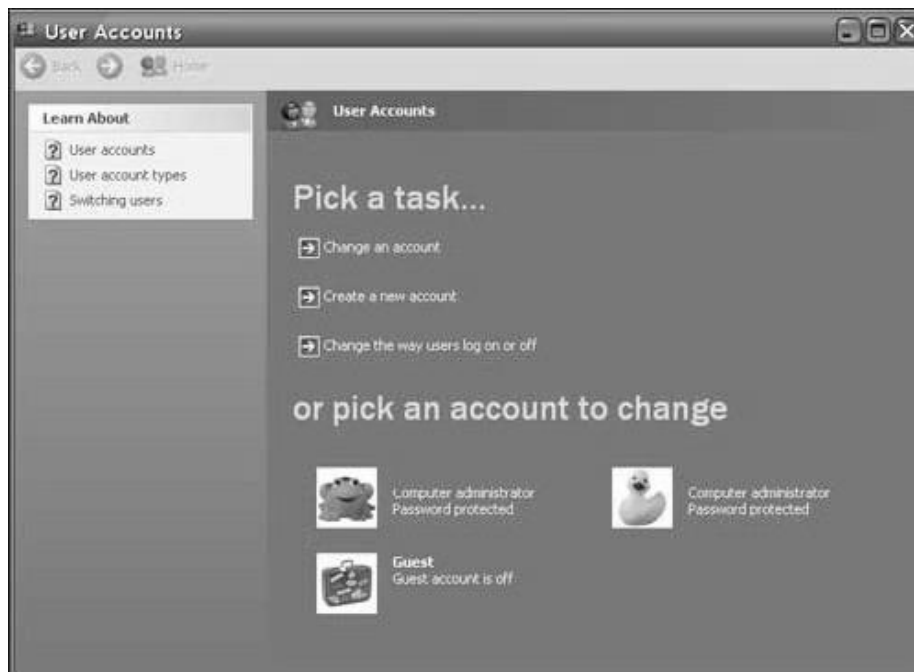 User Accounts
Back Home
Learn About
User accounts
User account types
Switching users
User Accounts
Pick a task...
Change an account
Create a new account
Change the way users log on or off
or pick an account to change
Computer administrator
Password protected
Computer administrator
Password protected
Guest
Guest account is off